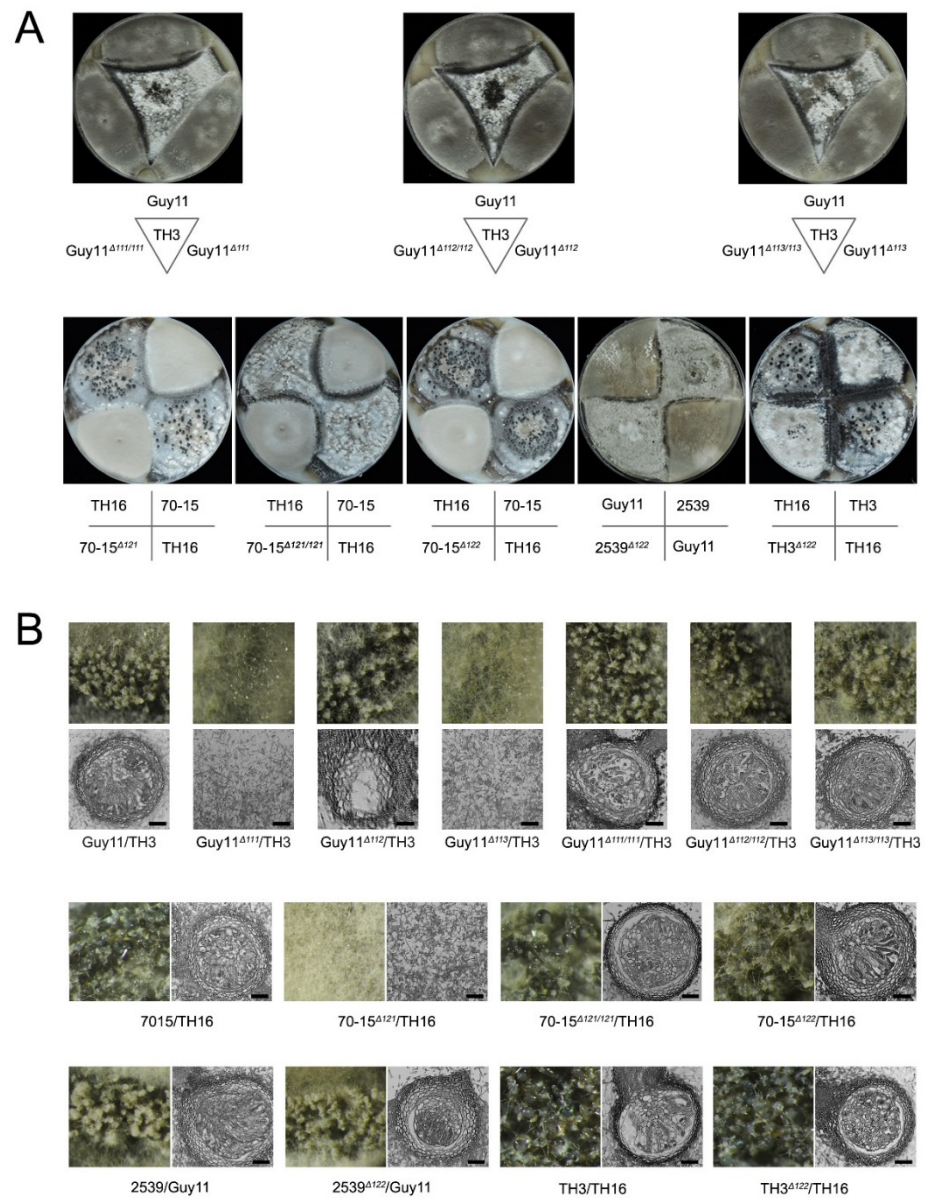 A
Guy11 Guy11 Guy11
TH3 TH3 TH3
Guy11Δ111/111 Guy11Δ111 Guy11Δ112/112 Guy11Δ112 Guy11Δ113/113 Guy11Δ113
TH16 70-15 TH16 70-15 TH16 70-15 Guy11 2539 TH16 TH3
70-15Δ121 TH16 70-15Δ121/121 TH16 70-15Δ122 TH16 2539Δ122 Guy11 TH3Δ122 TH16
B
Guy11/TH3 Guy11Δ111/TH3 Guy11Δ112/TH3 Guy11Δ113/TH3 Guy11Δ111/111/TH3 Guy11Δ112/112/TH3 Guy11Δ113/113/TH3
7015/TH16 70-15Δ121/TH16 70-15Δ121/121/TH16 70-15Δ122/TH16
2539/Guy11 2539Δ122/Guy11 TH3/TH16 TH3Δ122/TH16